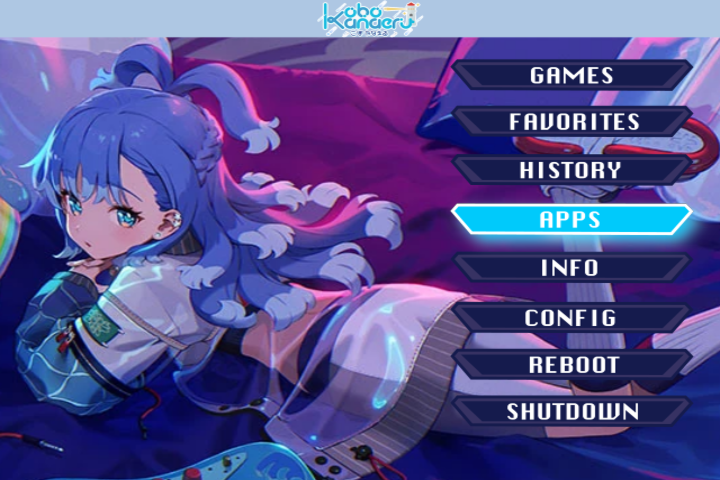 Kobo
Kanaeru
GAMES
FAVORITES
HISTORY
APPS
INFO
CONFIG
REBOOT
SHUTDOWN